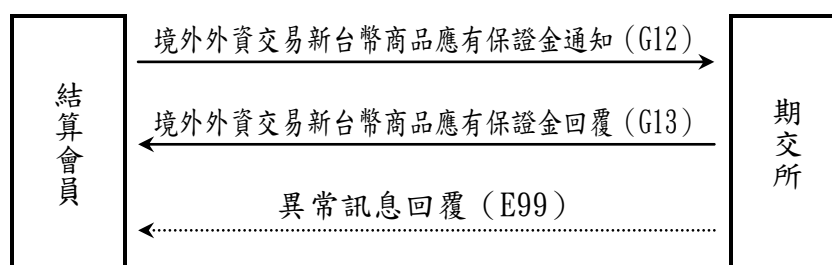 境外外資交易新台幣商品應有保證金通知（G12）
結算會員
境外外資交易新台幣商品應有保證金回覆（G13）
期交所
異常訊息回覆（E99）